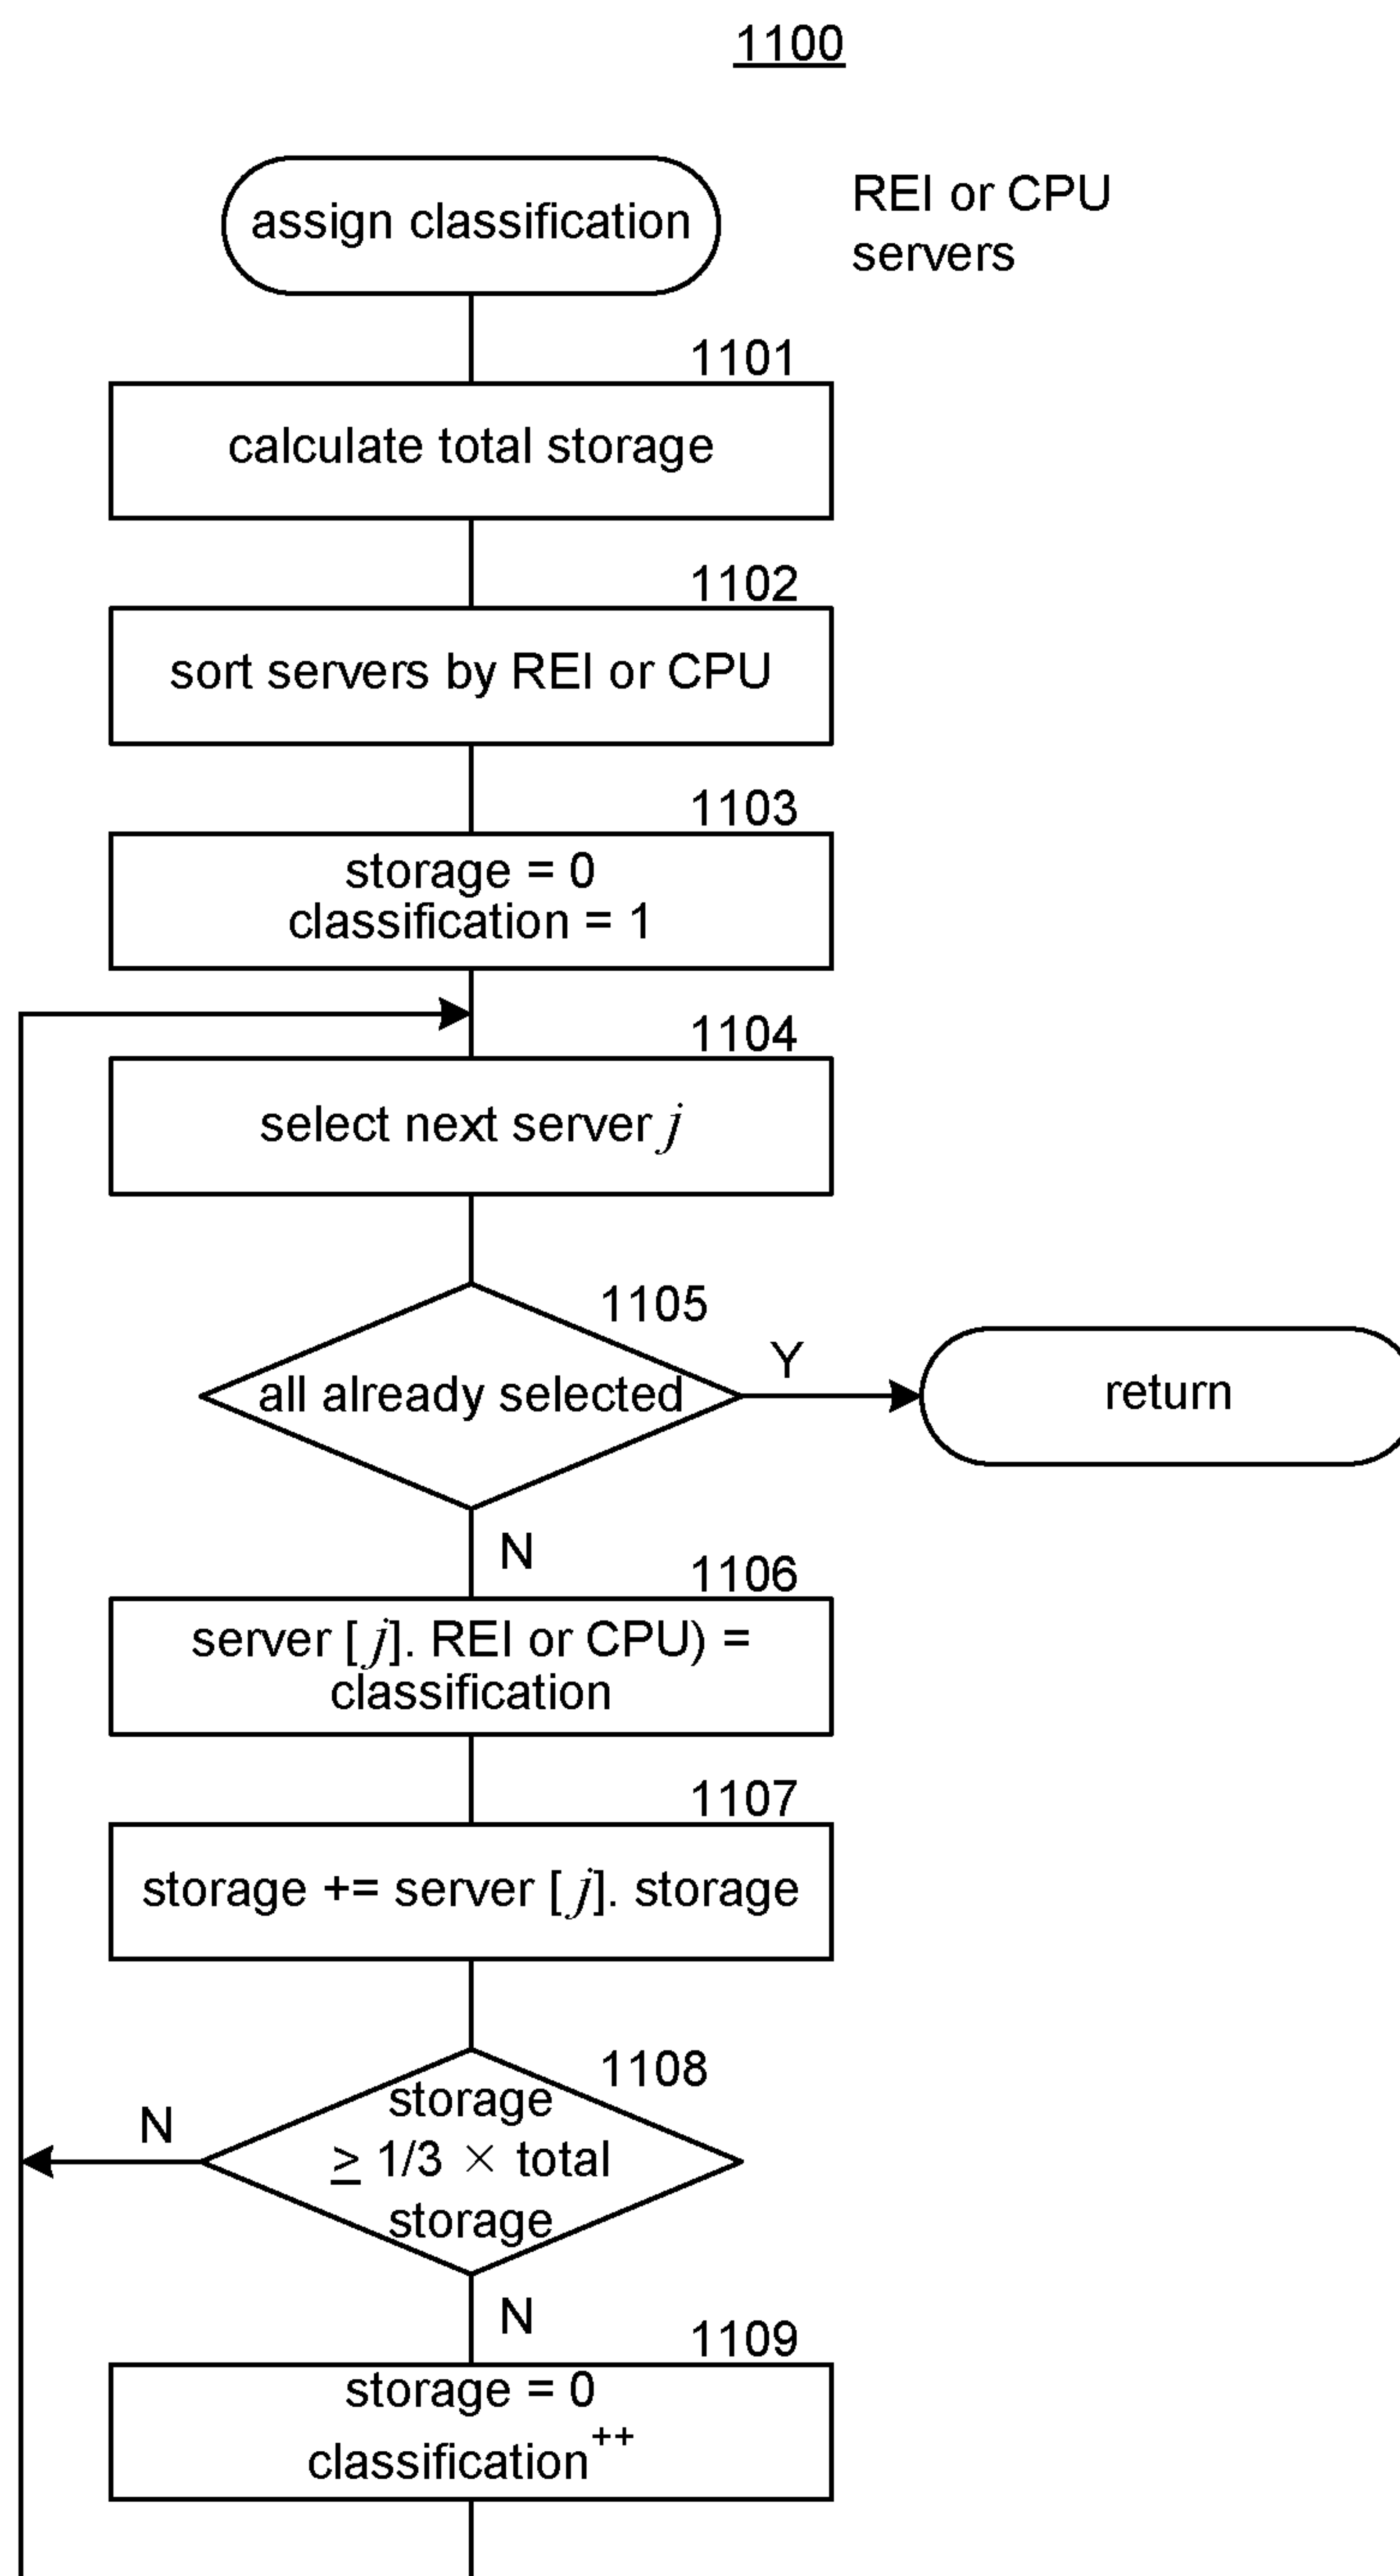 1100
assign classification
REI or CPU
servers
1101
calculate total storage
1102
sort servers by REI or CPU
1103
storage = 0
classification = 1
1104
select next server j
1105
all already selected
Y
return
N
1106
server [ j]. REI or CPU) =
classification
1107
storage += server [ j]. storage
1108
storage
≥ 1/3 × total
storage
N
N
1109
storage = 0
classification++